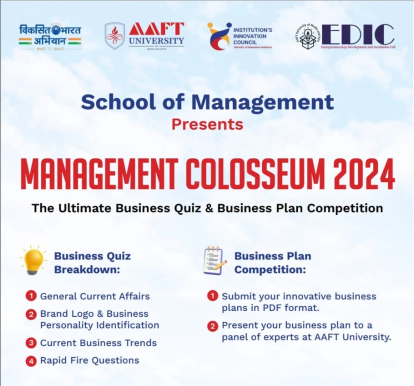 विकसित भारत
अभियान
AAFT
UNIVERSITY
INSTITUTION'S
INNOVATION
COUNCIL
EDIC
School of Management
Presents
MANAGEMENT COLOSSEUM 2024
The Ultimate Business Quiz & Business Plan Competition
Business Quiz
Breakdown:
1 General Current Affairs
2 Brand Logo & Business
Personality Identification
3 Current Business Trends
4 Rapid Fire Questions
Business Plan
Competition:
1 Submit your innovative business
plans in PDF format.
2 Present your business plan to a
panel of experts at AAFT University.